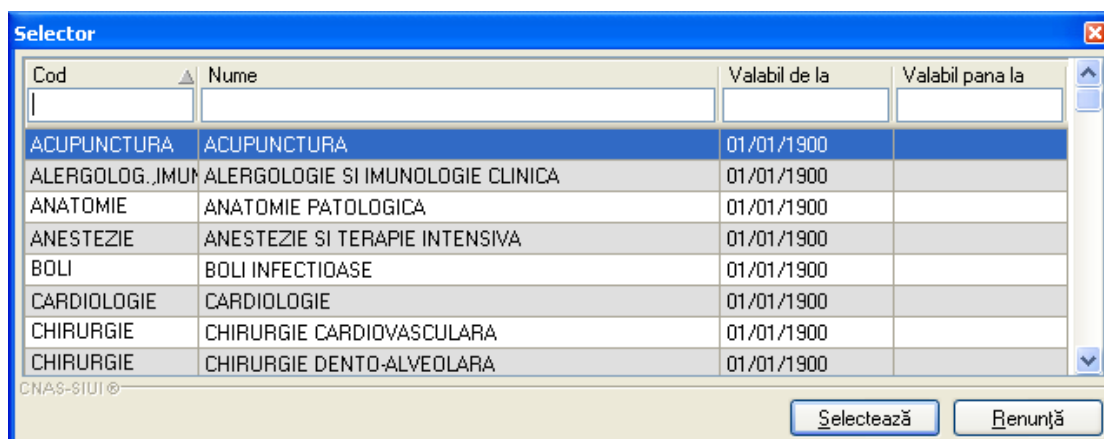 Selector
Cod Nume Valabil de la Valabil pana la
ACUPUNCTURA ACUPUNCTURA 01/01/1900
ALERGOLOG.,IMUN ALERGOLOGIE SI IMUNOLOGIE CLINICA 01/01/1900
ANATOMIE ANATOMIE PATOLOGICA 01/01/1900
ANESTEZIE ANESTEZIE SI TERAPIE INTENSIVA 01/01/1900
BOLI BOLI INFECTIOASE 01/01/1900
CARDIOLOGIE CARDIOLOGIE 01/01/1900
CHIRURGIE CHIRURGIE CARDIOVASCULARA 01/01/1900
CHIRURGIE CHIRURGIE DENTO-ALVEOLARA 01/01/1900
CNAS-SIUI ®
Selectează Renunţă